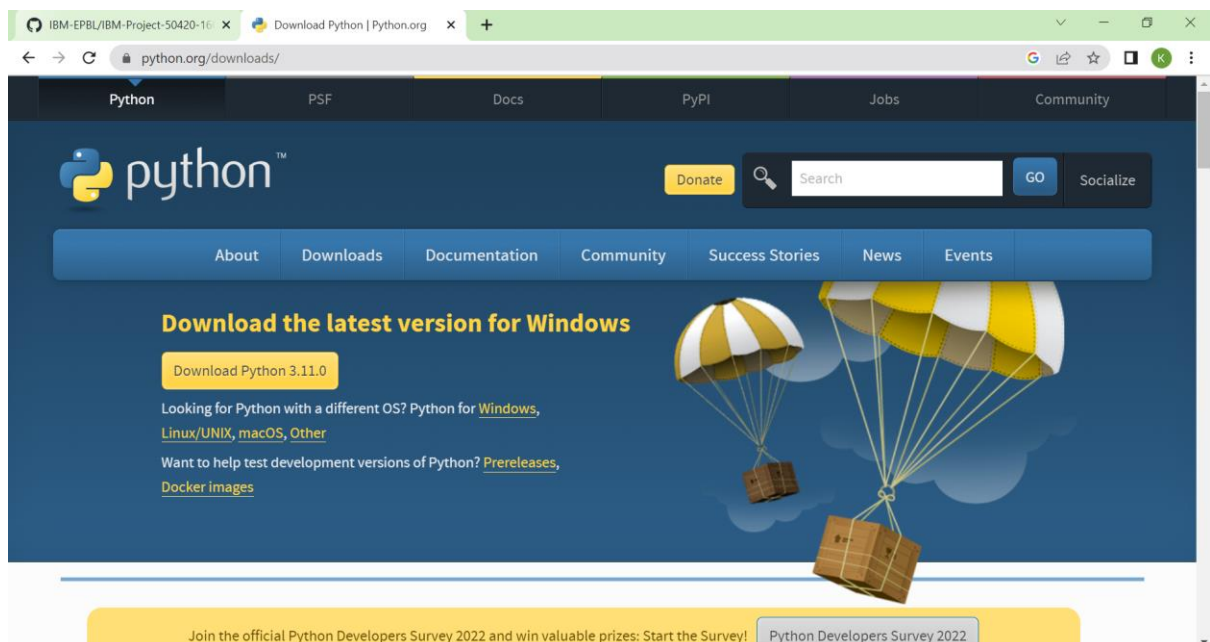 IBM-EPBL/IBM-Project-50420-16
Download Python | Python.org
python.org/downloads/
G
K
Python PSF Docs PyPI Jobs Community
python™
Donate
Search
GO
Socialize
About Downloads Documentation Community Success Stories News Events
Download the latest version for Windows
Download Python 3.11.0
Looking for Python with a different OS? Python for Windows,
Linux/UNIX, macOS, Other
Want to help test development versions of Python? Prereleases,
Docker images
Join the official Python Developers Survey 2022 and win valuable prizes: Start the Survey! Python Developers Survey 2022